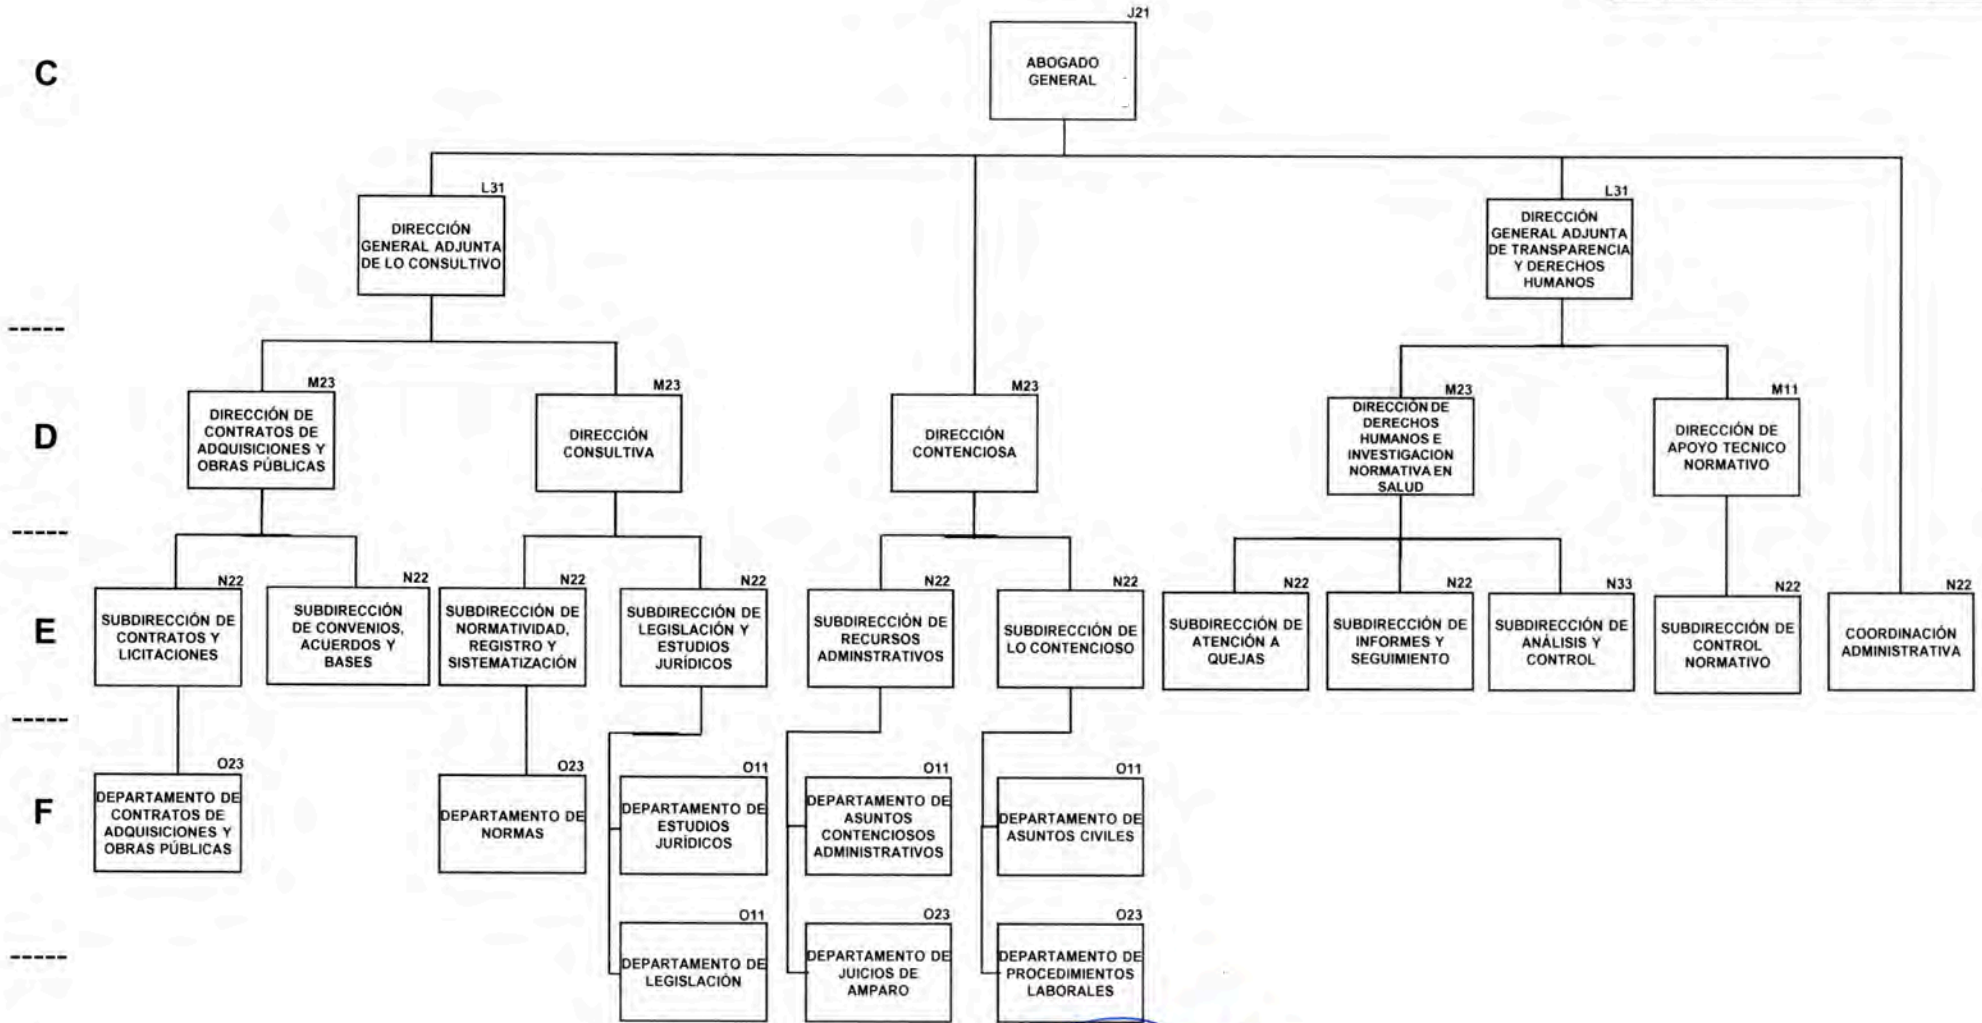 J21
C
ABOGADO
GENERAL
L31
DIRECCIÓN
GENERAL ADJUNTA
DE LO CONSULTIVO
L31
DIRECCIÓN
GENERAL ADJUNTA
DE TRANSPARENCIA
Y DERECHOS
HUMANOS
-----
D
M23
DIRECCIÓN DE
CONTRATOS DE
ADQUISICIONES Y
OBRAS PÚBLICAS
M23
DIRECCIÓN
CONSULTIVA
M23
DIRECCIÓN
CONTENCIOSA
M23
DIRECCIÓN DE
DERECHOS
HUMANOS E
INVESTIGACION
NORMATIVA EN
SALUD
M11
DIRECCIÓN DE
APOYO TECNICO
NORMATIVO
-----
E
N22
SUBDIRECCIÓN DE
CONTRATOS Y
LICITACIONES
N22
SUBDIRECCIÓN
DE CONVENIOS,
ACUERDOS Y
BASES
N22
SUBDIRECCIÓN DE
NORMATIVIDAD,
REGISTRO Y
SISTEMATIZACIÓN
N22
SUBDIRECCIÓN DE
LEGISLACIÓN Y
ESTUDIOS
JURÍDICOS
N22
SUBDIRECCIÓN DE
RECURSOS
ADMINSTRATIVOS
N22
SUBDIRECCIÓN DE
LO CONTENCIOSO
N22
SUBDIRECCIÓN DE
ATENCIÓN A
QUEJAS
N22
SUBDIRECCIÓN DE
INFORMES Y
SEGUIMIENTO
N33
SUBDIRECCIÓN DE
ANÁLISIS Y
CONTROL
N22
SUBDIRECCIÓN DE
CONTROL
NORMATIVO
N22
COORDINACIÓN
ADMINISTRATIVA
-----
F
O23
DEPARTAMENTO DE
CONTRATOS DE
ADQUISICIONES Y
OBRAS PÚBLICAS
O23
DEPARTAMENTO DE
NORMAS
O11
DEPARTAMENTO DE
ESTUDIOS
JURÍDICOS
O11
DEPARTAMENTO DE
ASUNTOS
CONTENCIOSOS
ADMINISTRATIVOS
O11
DEPARTAMENTO DE
ASUNTOS CIVILES
O11
DEPARTAMENTO DE
LEGISLACIÓN
O23
DEPARTAMENTO DE
JUICIOS DE
AMPARO
O23
DEPARTAMENTO DE
PROCEDIMIENTOS
LABORALES
-----